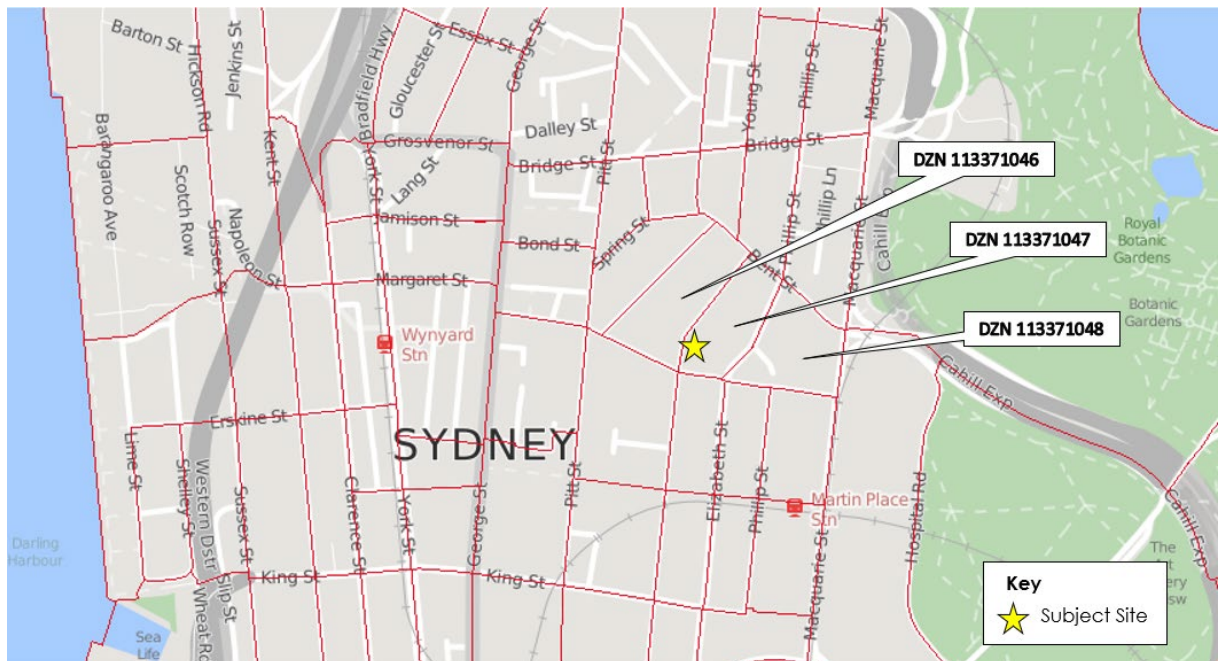 Barton St
Hickson Rd
Jenkins St
Bradfield Hwy
Gloucester St
Essex St
George St
Young St
Phillip St
Macquarie St
Barangaroo Ave
Scotch Row
Kent St
York St
Grosvenor St
Lang St
Dalley St
Bridge St
Pitt St
Bridge St
Phillip St
Phillip Ln
Macquarie St
Cahill Exp
DZN 113371046
Royal
Botanic
Gardens
Sussex St
Napoleon St
Jamison St
Bond St
Spring St
Bent St
DZN 113371047
Margaret St
Botanic
Gardens
Wynyard
Stn
DZN 113371048
Cahill Exp
Erskine St
SYDNEY
Lime St
Shelley St
Western Dstr
Sussex St
Clarence St
York St
George St
Pitt St
Elizabeth St
Phillip St
Martin Place
Stn
Macquarie St
Hospital Rd
Cahill Exp
Darling
Harbour
King St
King St
Slip St
The
Sea
Life
Key
Subject Site